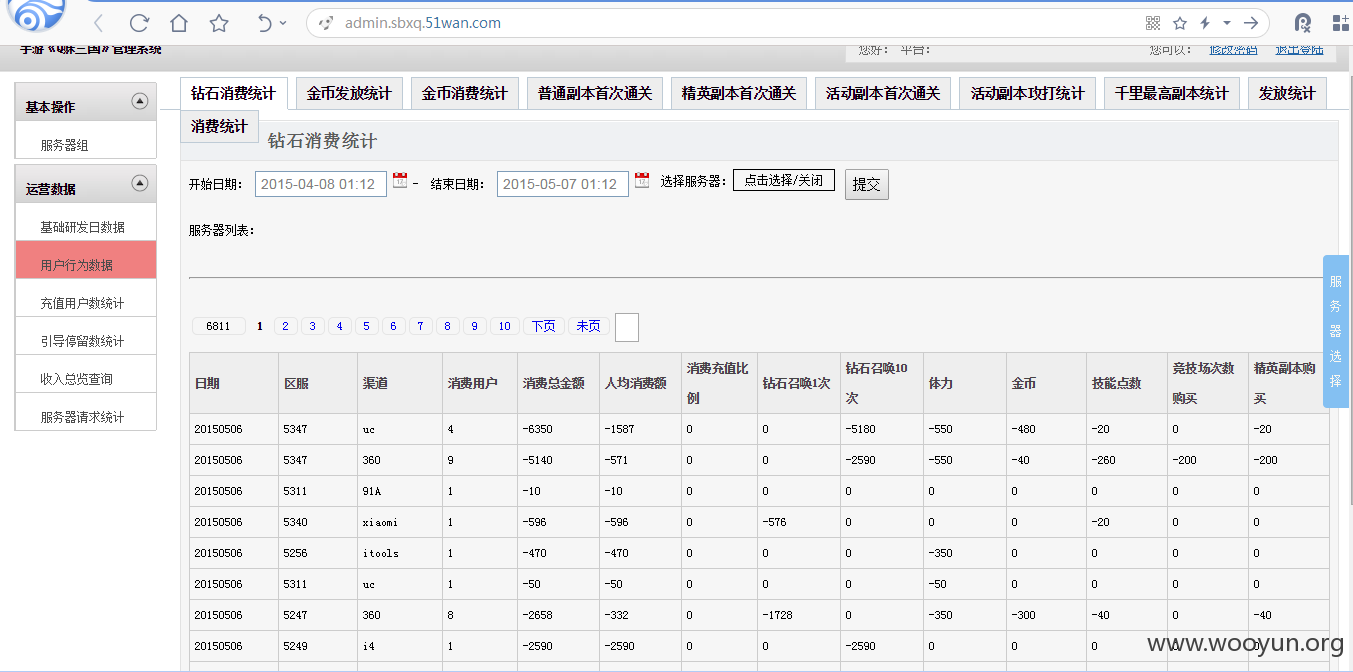 admin.sbxq.51wan.com
手游《Q脉三国》管理系统
您好： 平台：
您可以： 修改密码 退出登陆
基本操作
服务器组
运营数据
基础研发日数据
用户行为数据
充值用户数统计
引导停留数统计
收入总览查询
服务器请求统计
钻石消费统计 金币发放统计 金币消费统计 普通副本首次通关 精英副本首次通关 活动副本首次通关 活动副本攻打统计 千里最高副本统计 发放统计
消费统计
钻石消费统计
开始日期： 2015-04-08 01:12 - 结束日期： 2015-05-07 01:12 选择服务器： 点击选择/关闭 提交
服务器列表：
服务器选择
6811 1 2 3 4 5 6 7 8 9 10 下页 末页
日期 区服 渠道 消费用户 消费总金额 人均消费额 消费充值比例 钻石召唤1次 钻石召唤10次 体力 金币 技能点数 竞技场次数购买 精英副本购买
20150506 5347 uc 4 -6350 -1587 0 0 -5180 -550 -480 -20 0 -20
20150506 5347 360 9 -5140 -571 0 0 -2590 -550 -40 -260 -200 -200
20150506 5311 91A 1 -10 -10 0 0 0 0 0 0 0 0
20150506 5340 xiaomi 1 -596 -596 0 -576 0 0 0 -20 0 0
20150506 5256 itools 1 -470 -470 0 0 0 -350 0 0 0 0
20150506 5311 uc 1 -50 -50 0 0 0 -50 0 0 0 0
20150506 5247 360 8 -2658 -332 0 -1728 0 -350 -300 -40 0 -40
20150506 5249 i4 1 -2590 -2590 0 0 -2590 0 0 0 0 0
www.wooyun.org